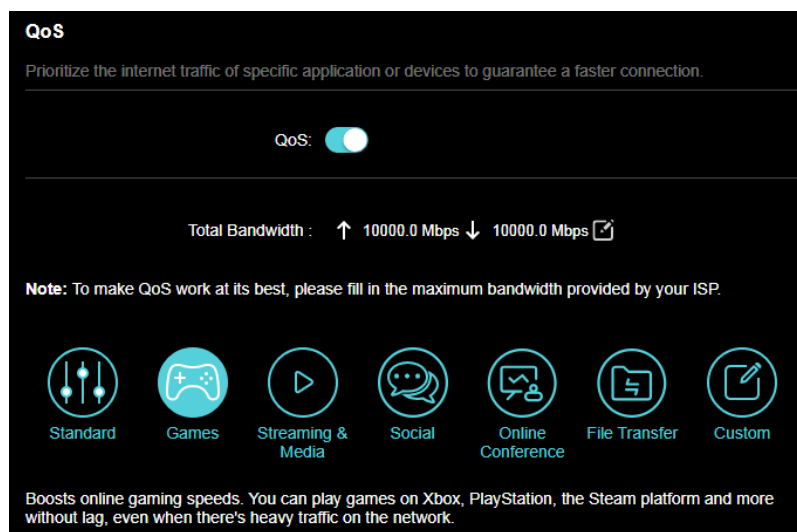 QoS
Prioritize the internet traffic of specific application or devices to guarantee a faster connection.
QoS:
Total Bandwidth : ↑ 10000.0 Mbps ↓ 10000.0 Mbps
Note: To make QoS work at its best, please fill in the maximum bandwidth provided by your ISP.
Standard Games Streaming & Media Social Online Conference File Transfer Custom
Boosts online gaming speeds. You can play games on Xbox, PlayStation, the Steam platform and more
without lag, even when there's heavy traffic on the network.